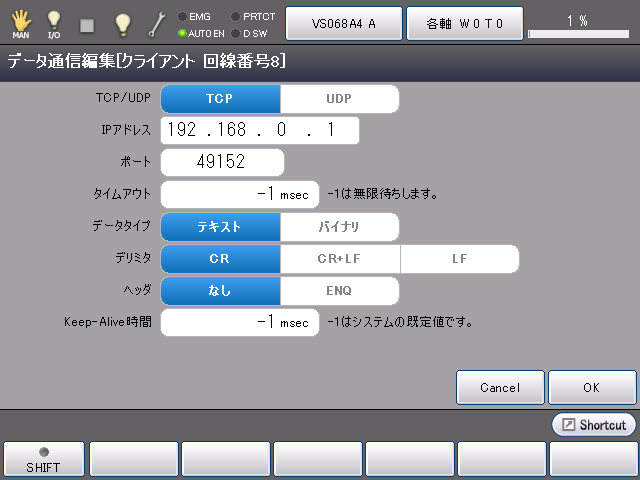 MAN I/O EMG PRTCT AUTO EN D SW VS068A4 A 各軸 W 0 T 0 1 %
データ通信編集[クライアント 回線番号8]
TCP/UDP TCP UDP
IPアドレス 192 . 168 . 0 . 1
ポート 49152
タイムアウト -1 msec -1は無限待ちします。
データタイプ テキスト バイナリ
デリミタ CR CR+LF LF
ヘッダ なし ENQ
Keep-Alive時間 -1 msec -1はシステムの既定値です。
Cancel OK
Shortcut
SHIFT